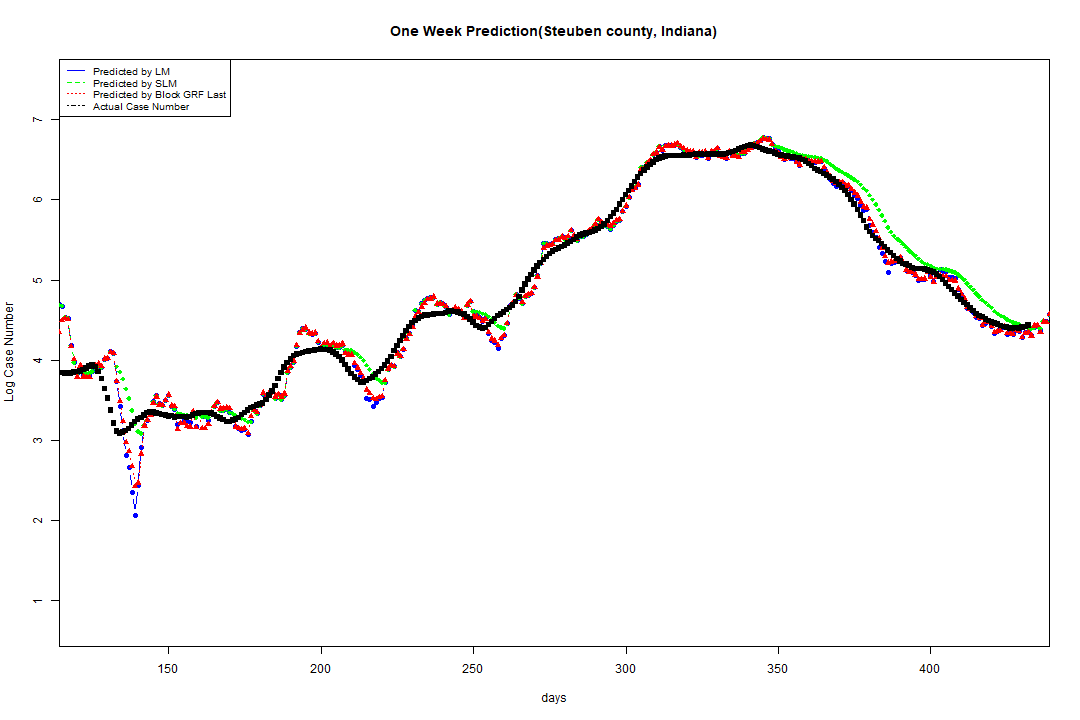 One Week Prediction(Steuben county, Indiana)
Predicted by LM
Predicted by SLM
Predicted by Block GRF Last
Actual Case Number
Log Case Number
7
6
5
4
3
2
1
150 200 250 300 350 400
days